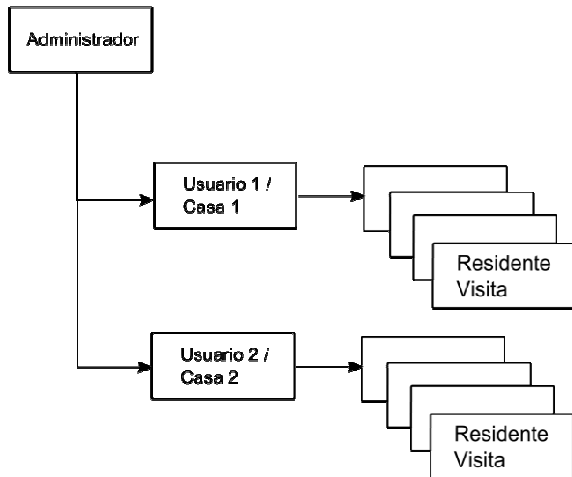 Administrador
Usuario 1 /
Casa 1
Residente
Visita
Usuario 2 /
Casa 2
Residente
Visita